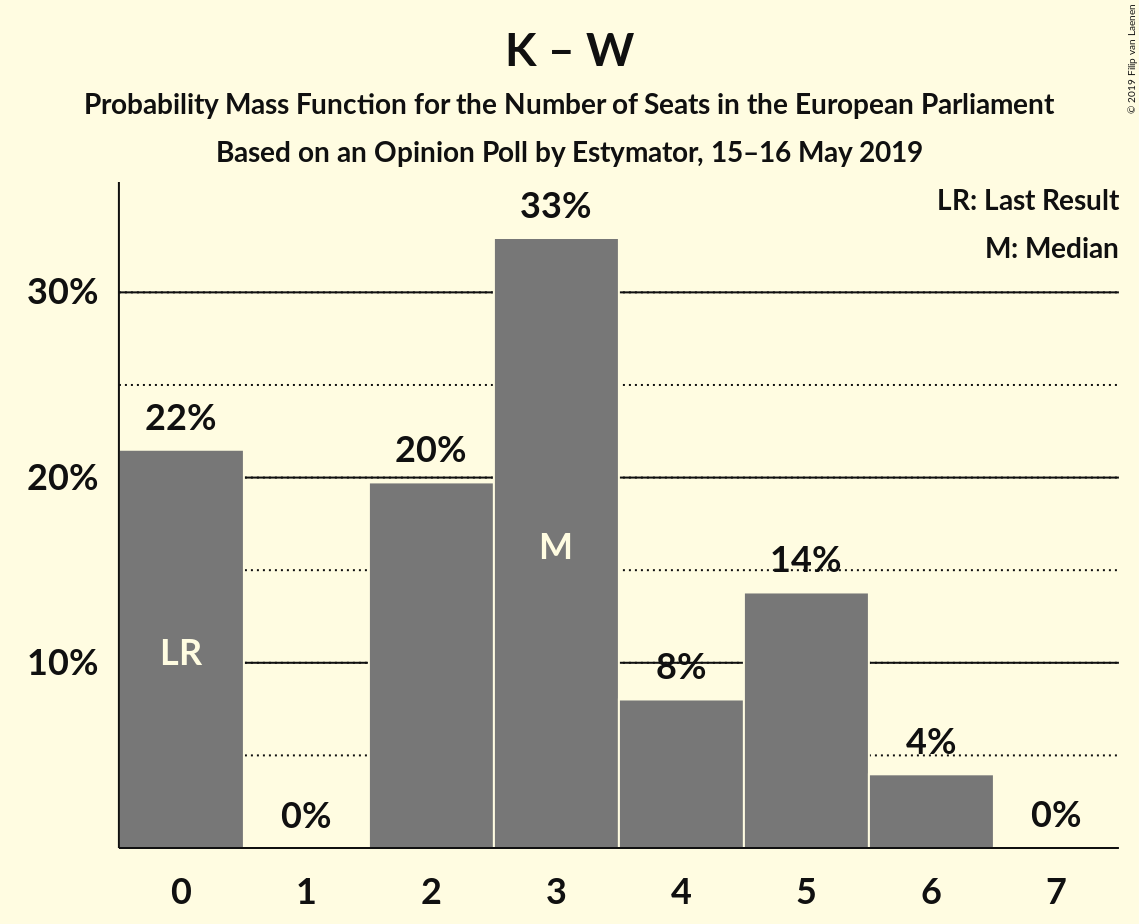 K – W
Probability Mass Function for the Number of Seats in the European Parliament
Based on an Opinion Poll by Estymator, 15–16 May 2019
© 2019 Filip van Laenen
LR: Last Result
M: Median
30%
20%
10%
22%
0%
20%
33%
8%
14%
4%
0%
LR
M
0 1 2 3 4 5 6 7